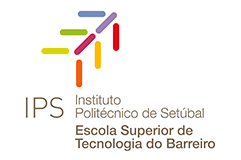 IPS Instituto
Politécnico de Setúbal
Escola Superior de
Tecnologia do Barreiro